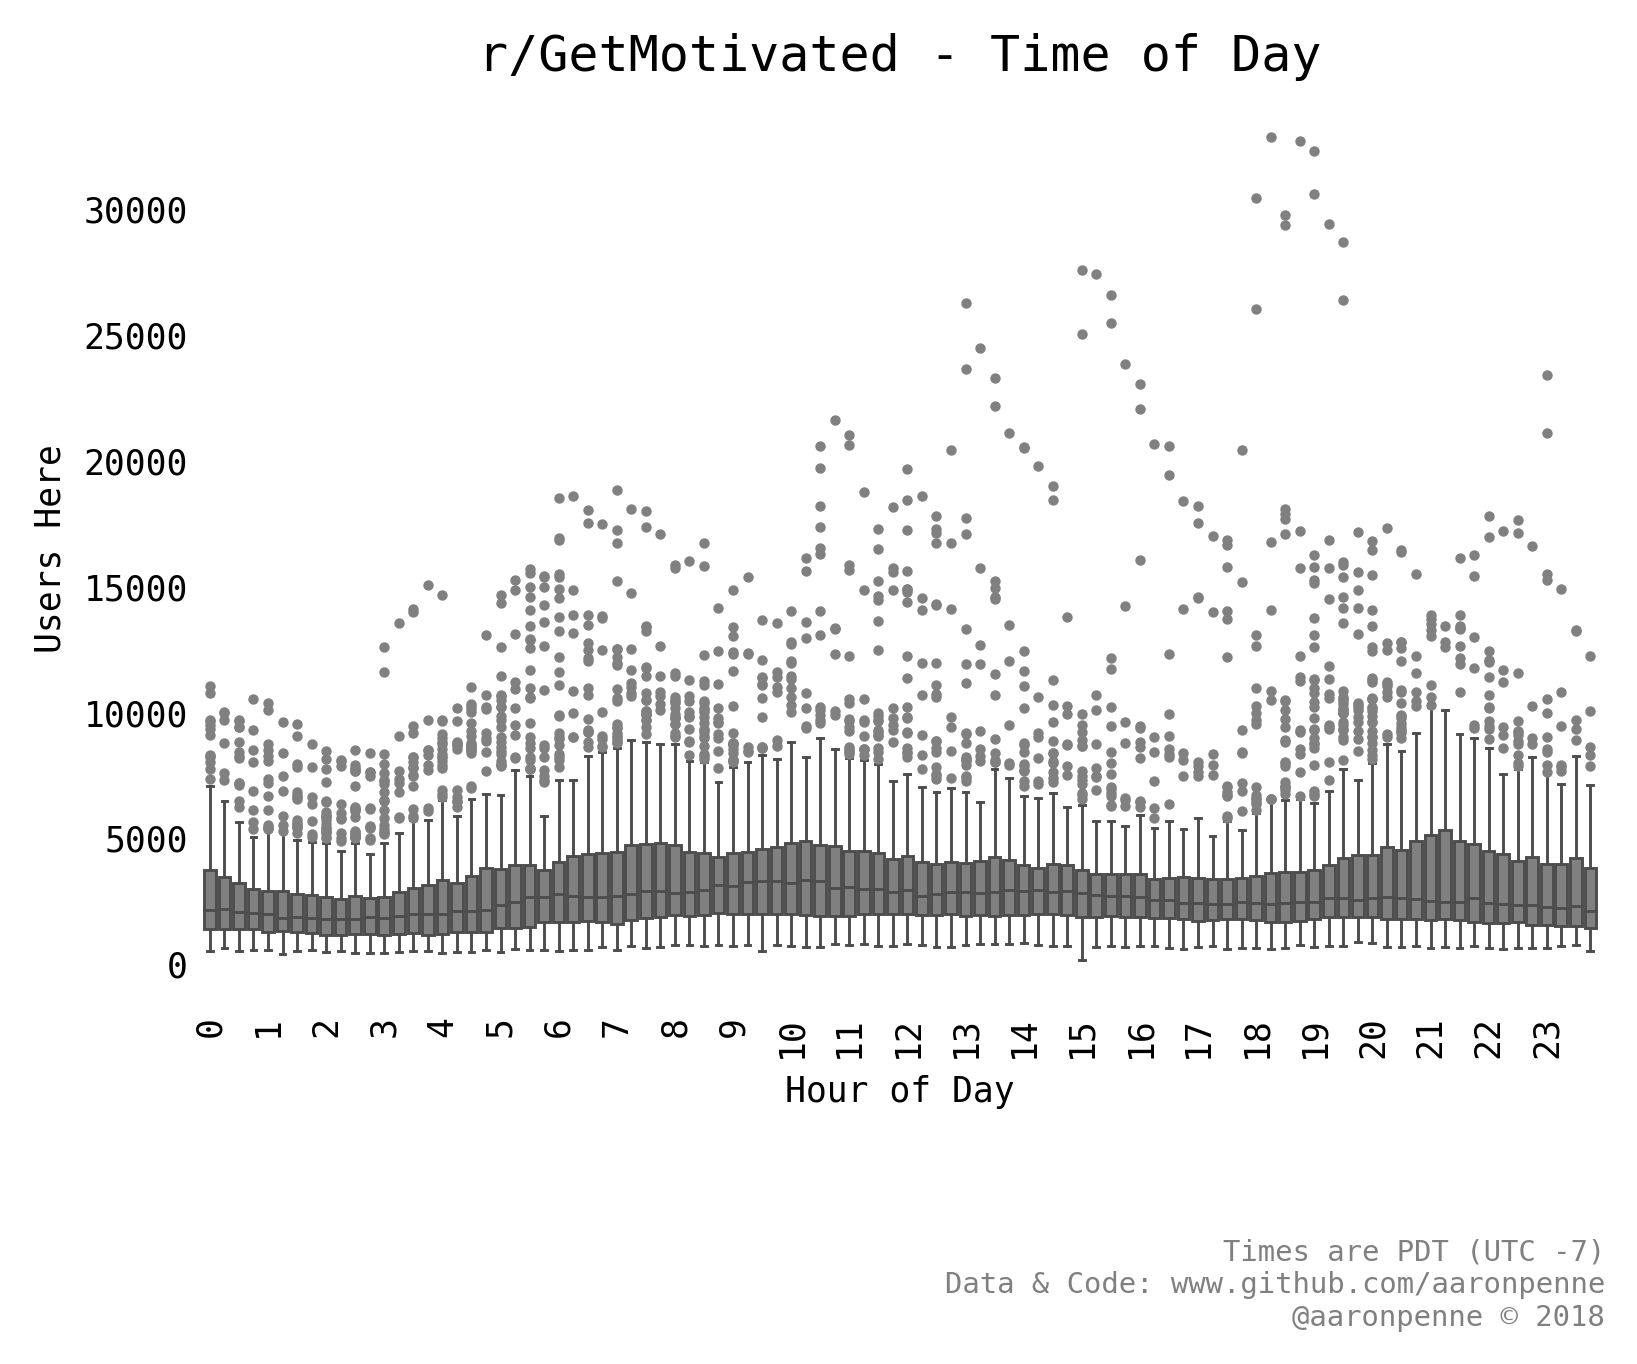 r/GetMotivated - Time of Day
30000
25000
20000
15000
10000
5000
0
Users Here
0 1 2 3 4 5 6 7 8 9 10 11 12 13 14 15 16 17 18 19 20 21 22 23
Hour of Day
Times are PDT (UTC -7)
Data & Code: www.github.com/aaronpenne
@aaronpenne © 2018